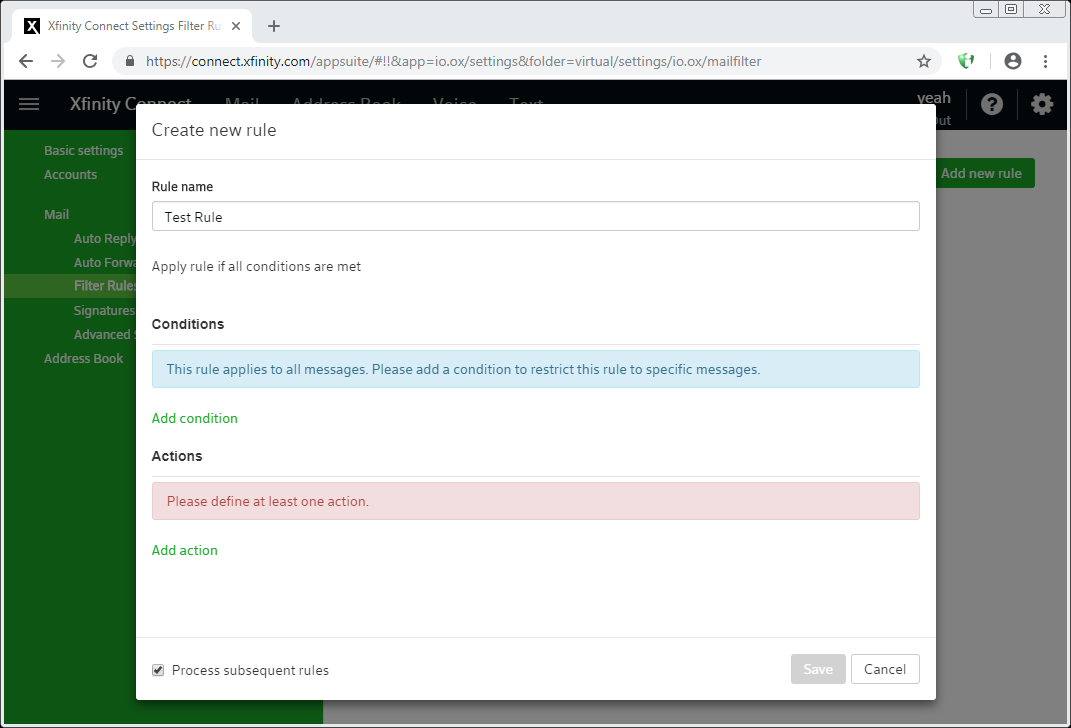 Xfinity Connect Settings Filter Ru
https://connect.xfinity.com/appsuite/#!!&app=io.ox/settings&folder=virtual/settings/io.ox/mailfilter
Xfinity Connect Mail Address Book Voice Text
yeah
Out
Basic settings
Accounts
Mail
Auto Reply
Auto Forwa
Filter Rules
Signatures
Advanced S
Address Book
Add new rule
Create new rule
Rule name
Test Rule
Apply rule if all conditions are met
Conditions
This rule applies to all messages. Please add a condition to restrict this rule to specific messages.
Add condition
Actions
Please define at least one action.
Add action
Process subsequent rules
Save Cancel